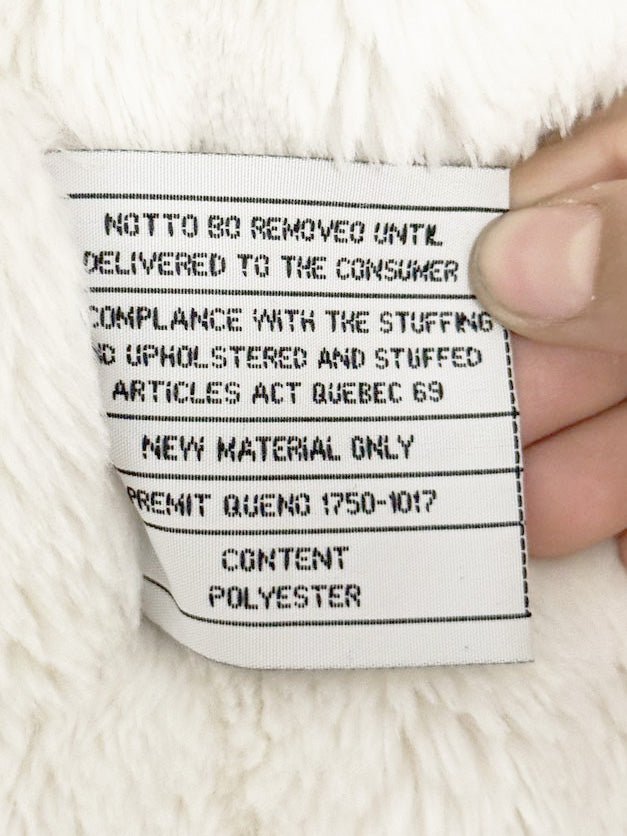 NOTTO BO REMOVEO UNTIL
DELIVERED TO THE CONSUMER
COMPLANCE WITH THE STUFFING
D UPHOLSTERED AND STUFFED
ARTICLES ACT QUEBEC 69
NEW MATERIAL ONLY
PREMIT QUENO 1750-1017
CONTENT
POLYESTER